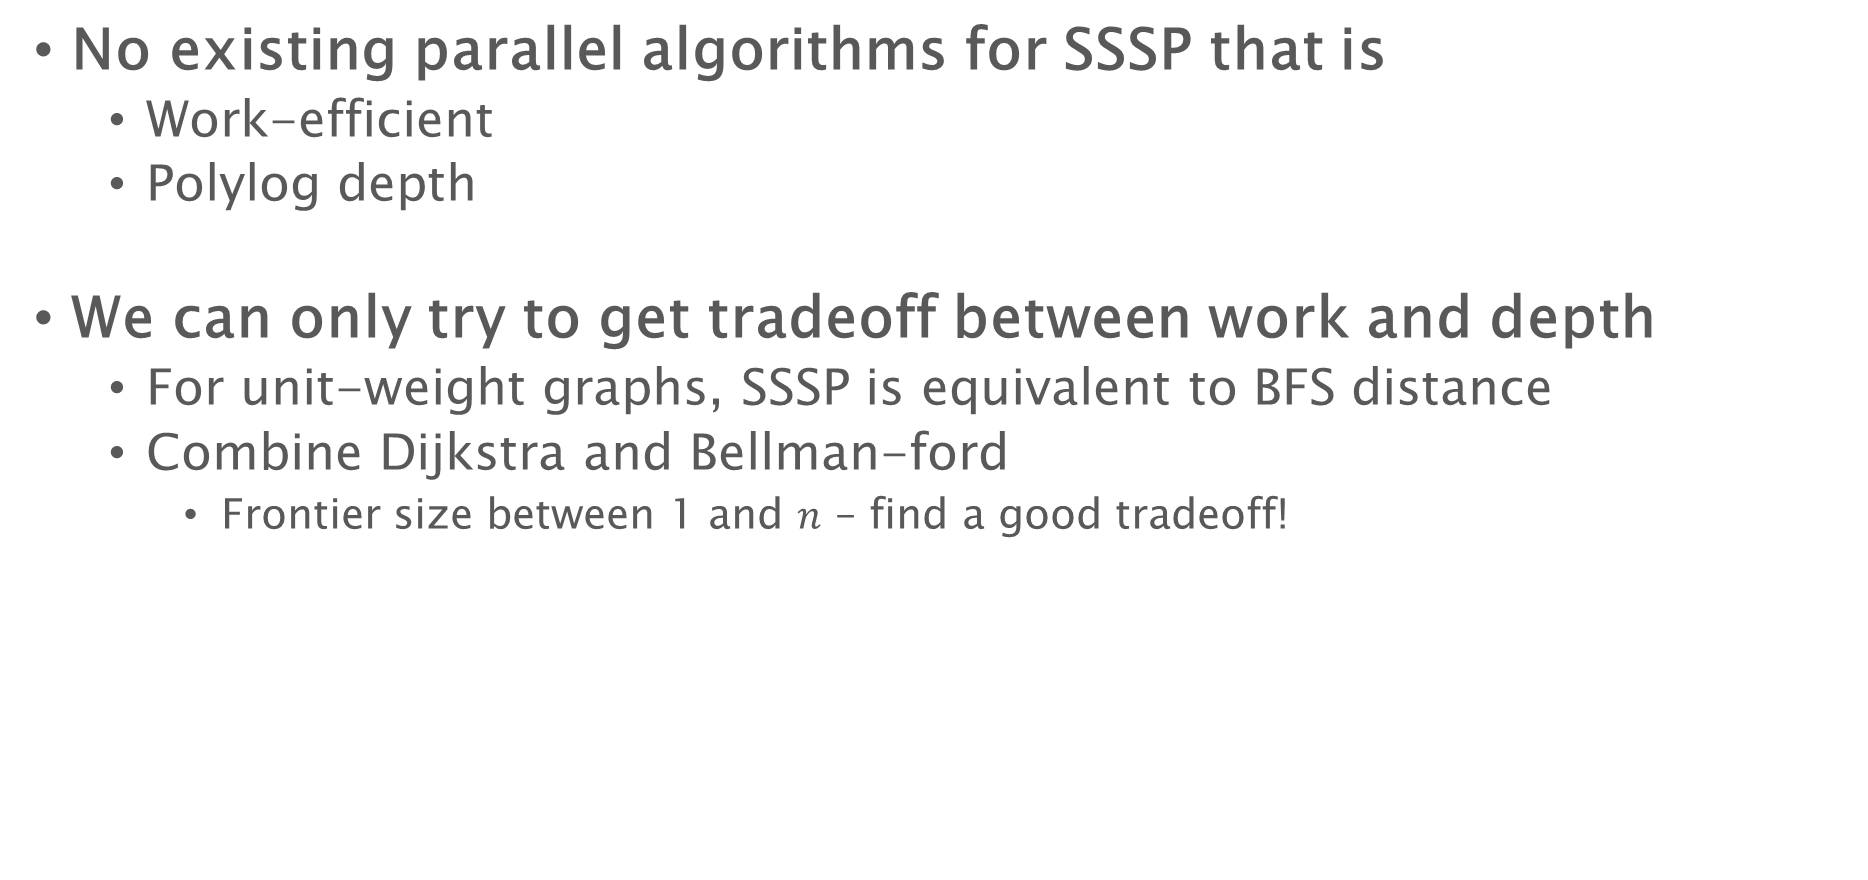 • No existing parallel algorithms for SSSP that is
• Work-efficient
• Polylog depth
• We can only try to get tradeoff between work and depth
• For unit-weight graphs, SSSP is equivalent to BFS distance
• Combine Dijkstra and Bellman-ford
• Frontier size between 1 and n – find a good tradeoff!